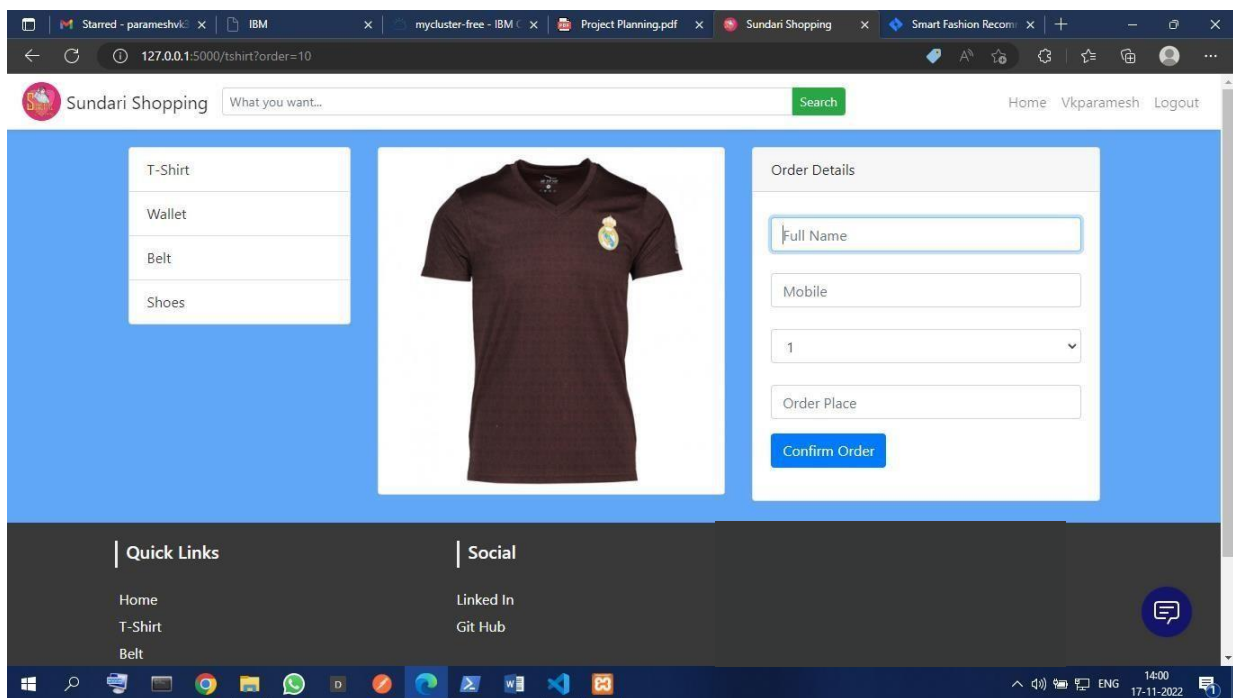 Starred - parameshvk
IBM
mycluster-free - IBM C
Project Planning.pdf
Sundari Shopping
Smart Fashion Recom
127.0.0.1:5000/tshirt?order=10
Sundari Shopping
What you want...
Search
Home Vkparamesh Logout
T-Shirt
Wallet
Belt
Shoes
Order Details
Full Name
Mobile
1
Order Place
Confirm Order
Quick Links
Home
T-Shirt
Belt
Social
Linked In
Git Hub
ENG
14:00
17-11-2022